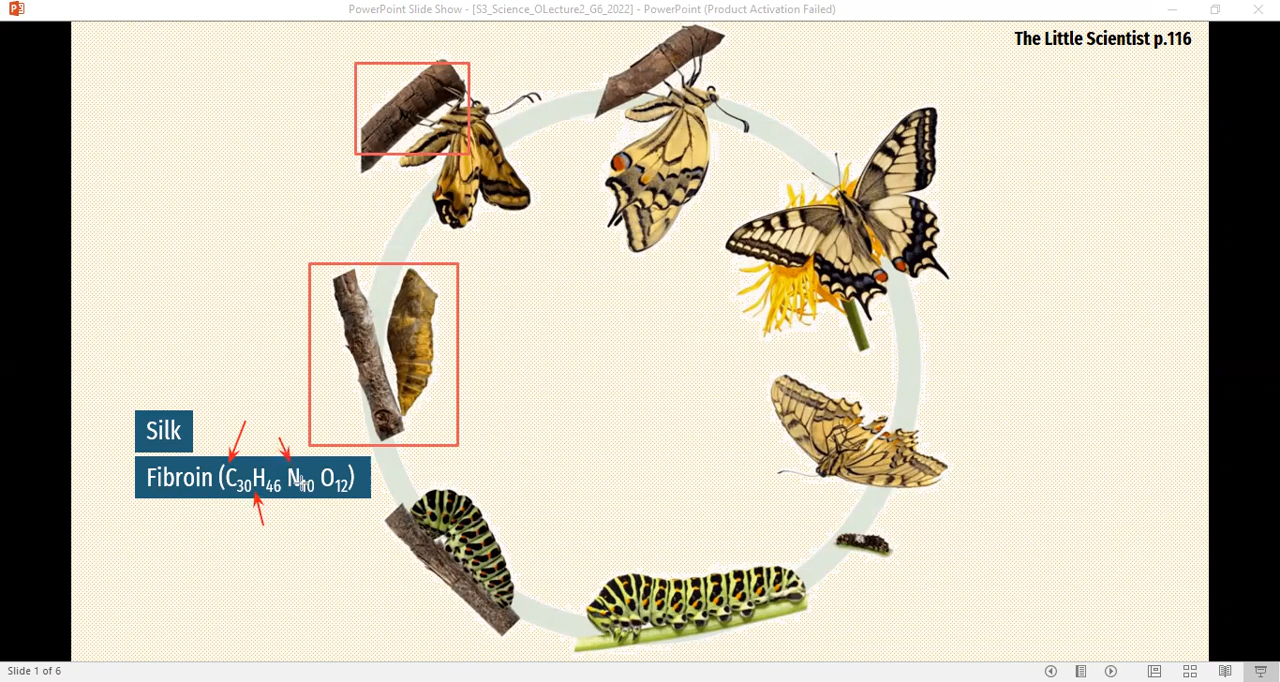 PowerPoint Slide Show - [S3_Science_OLecture2_G6_2022] - PowerPoint (Product Activation Failed)
The Little Scientist p.116
Silk
Fibroin (C30H46 N10 O12)
Slide 1 of 6